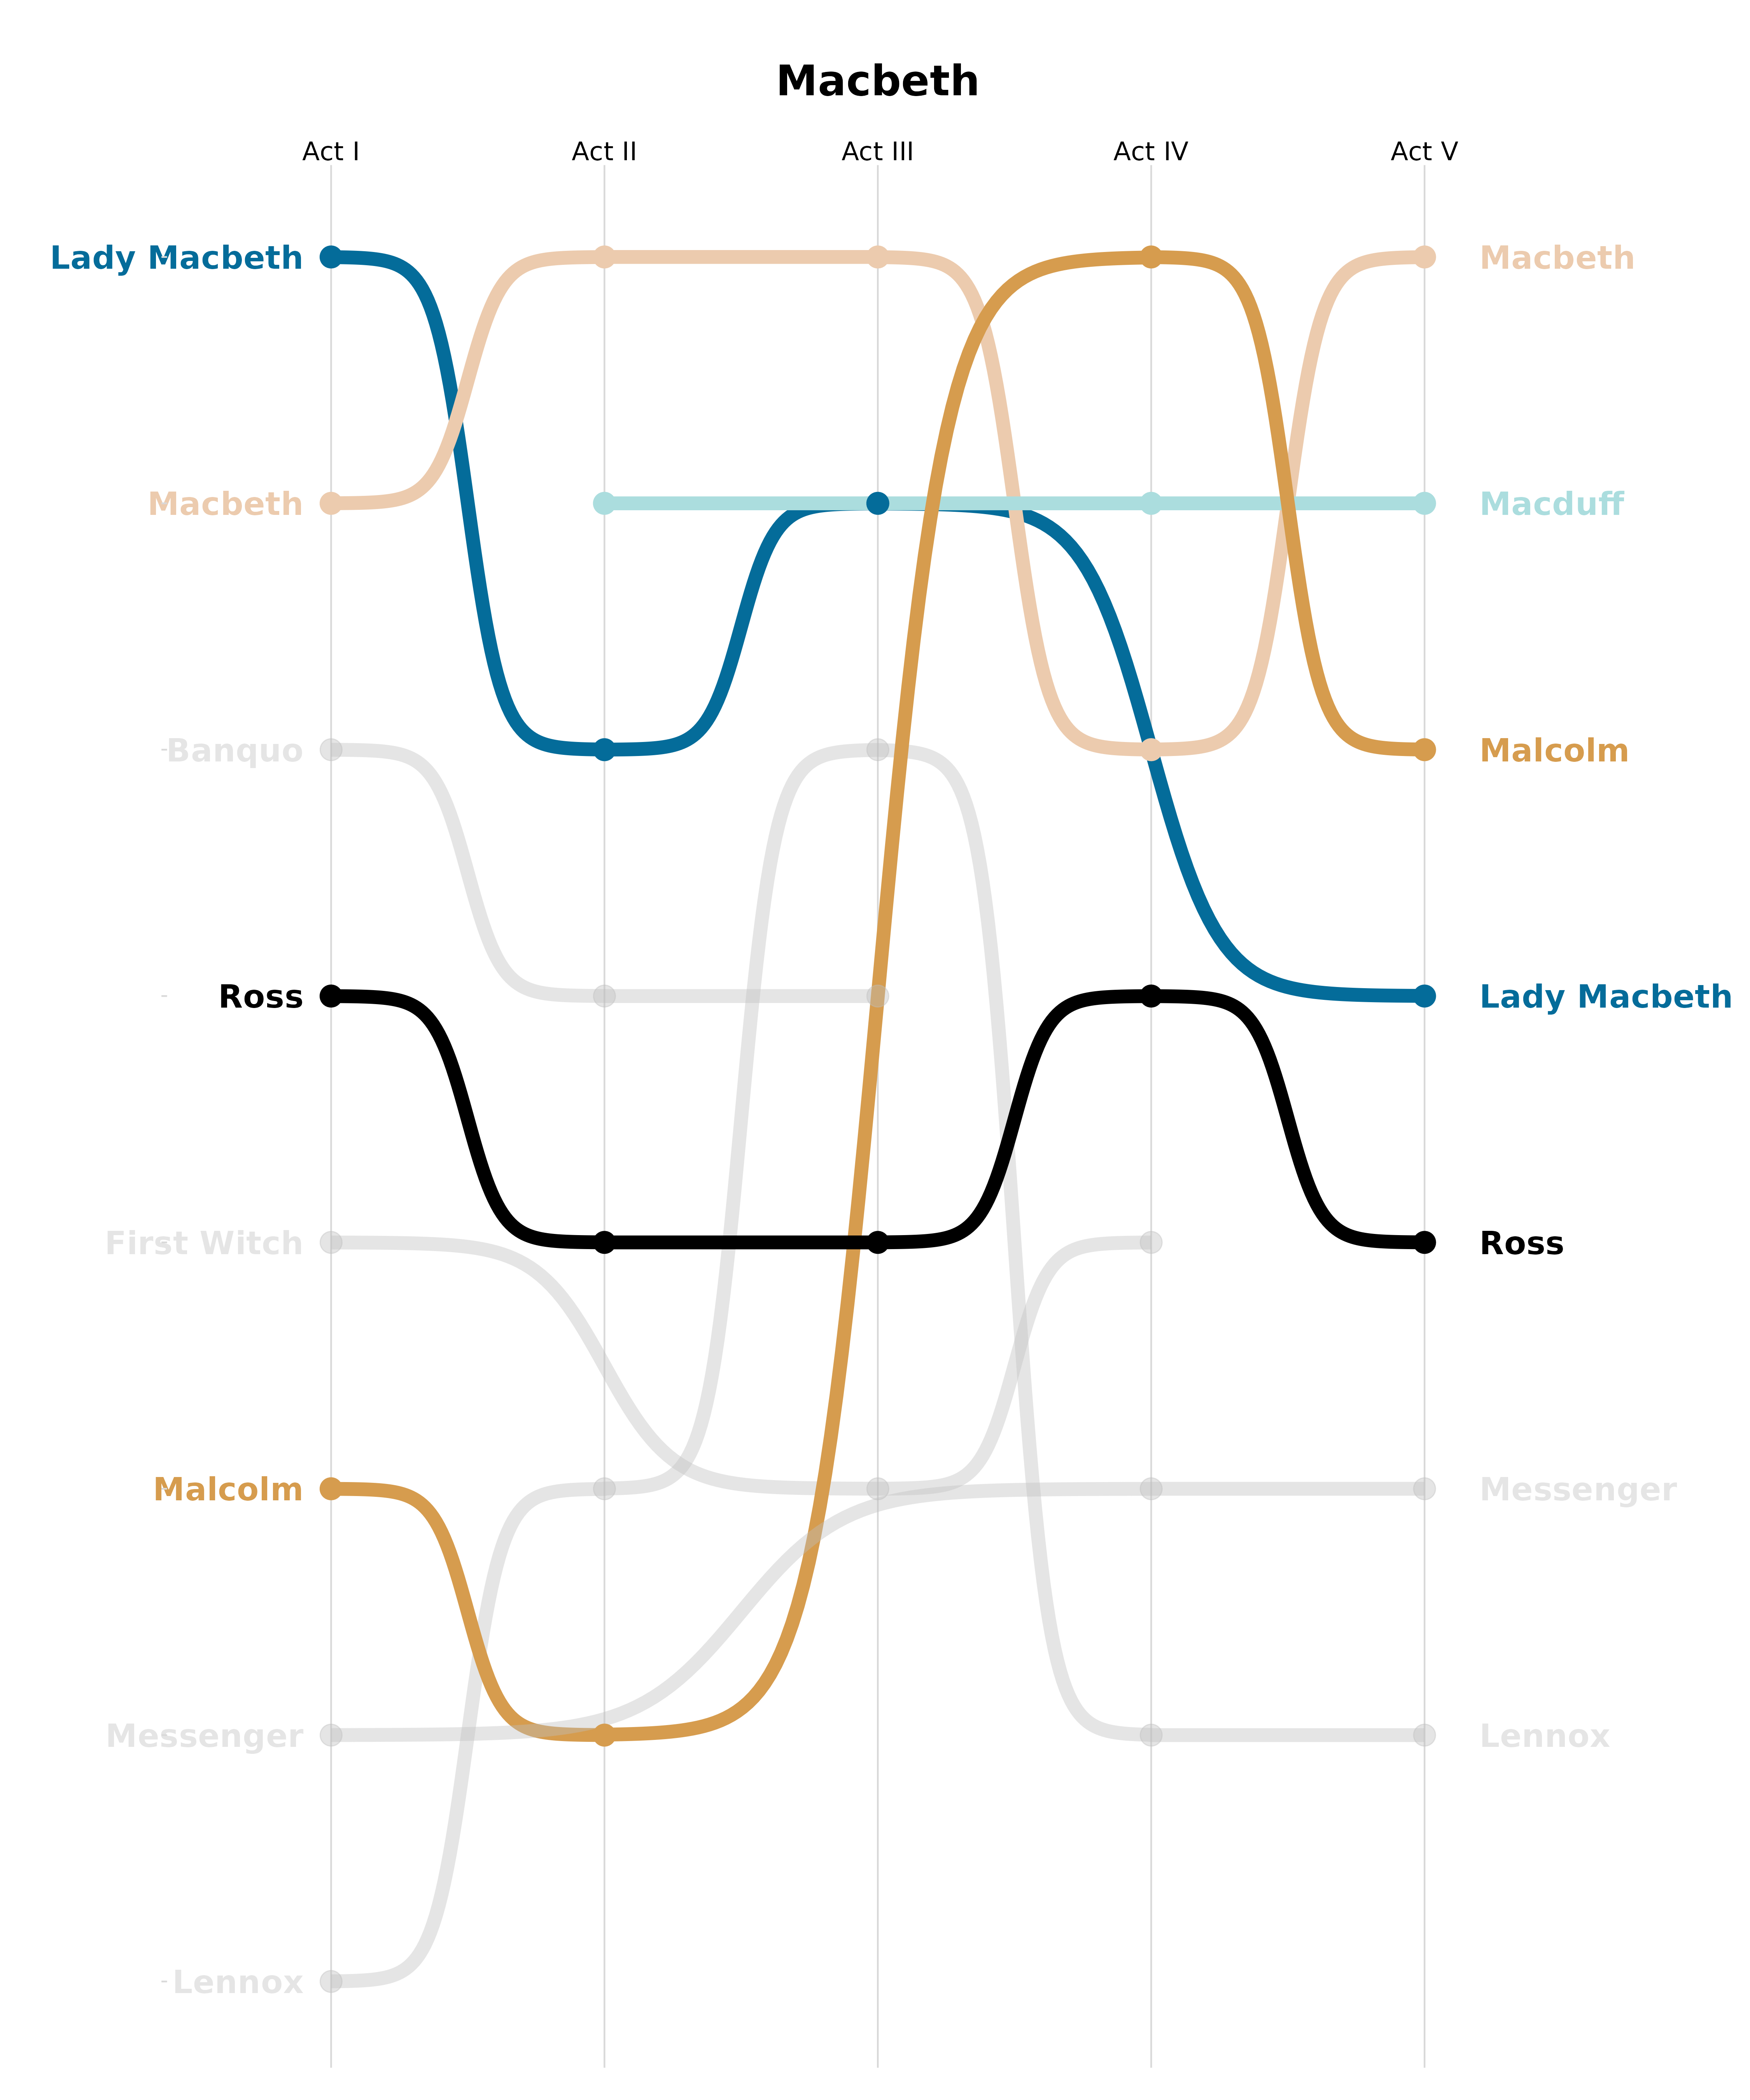 Macbeth
Act I Act II Act III Act IV Act V
Lady Macbeth Macbeth
Macbeth Macduff
Banquo Malcolm
Ross Lady Macbeth
First Witch Ross
Malcolm Messenger
Messenger Lennox
Lennox